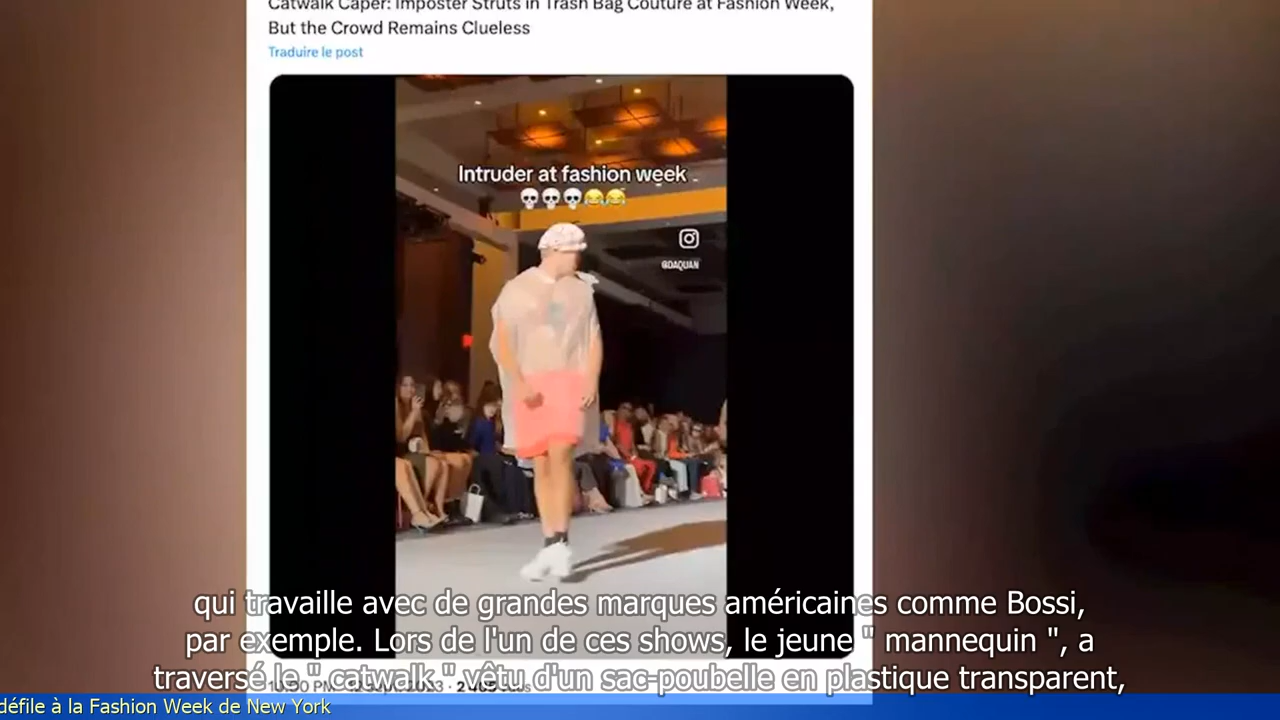 Catwalk Caper: Imposter Struts in Trash Bag Couture at Fashion Week,
But the Crowd Remains Clueless
Traduire le post
Intruder at fashion week
💀💀💀😂😂
@DAQUAN
qui travaille avec de grandes marques américaines comme Bossi,
par exemple. Lors de l'un de ces shows, le jeune " mannequin ", a
traversé le " catwalk " vêtu d'un sac-poubelle en plastique transparent,
défile à la Fashion Week de New York